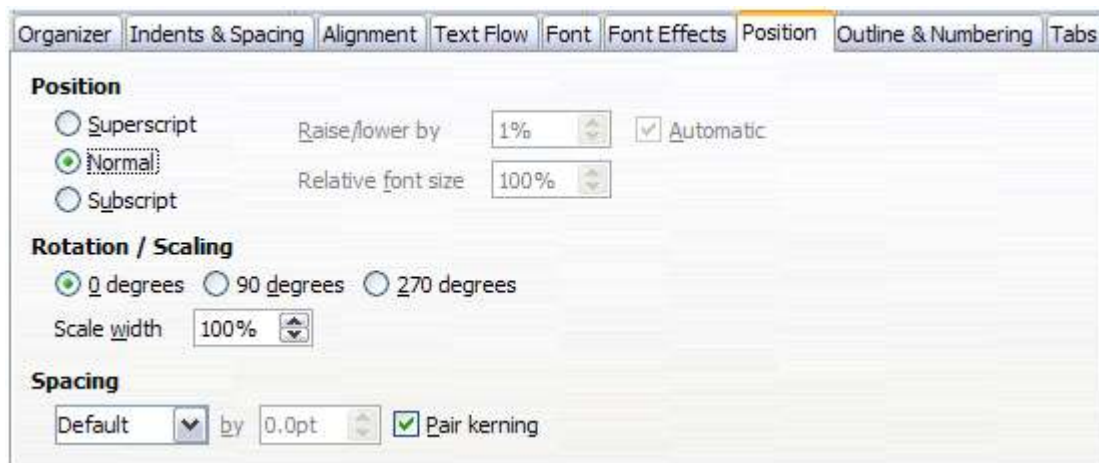 Organizer Indents & Spacing Alignment Text Flow Font Font Effects Position Outline & Numbering Tabs
Position
Superscript Raise/lower by 1% Automatic
Normal
Relative font size 100%
Subscript
Rotation / Scaling
0 degrees 90 degrees 270 degrees
Scale width 100%
Spacing
Default by 0.0pt Pair kerning